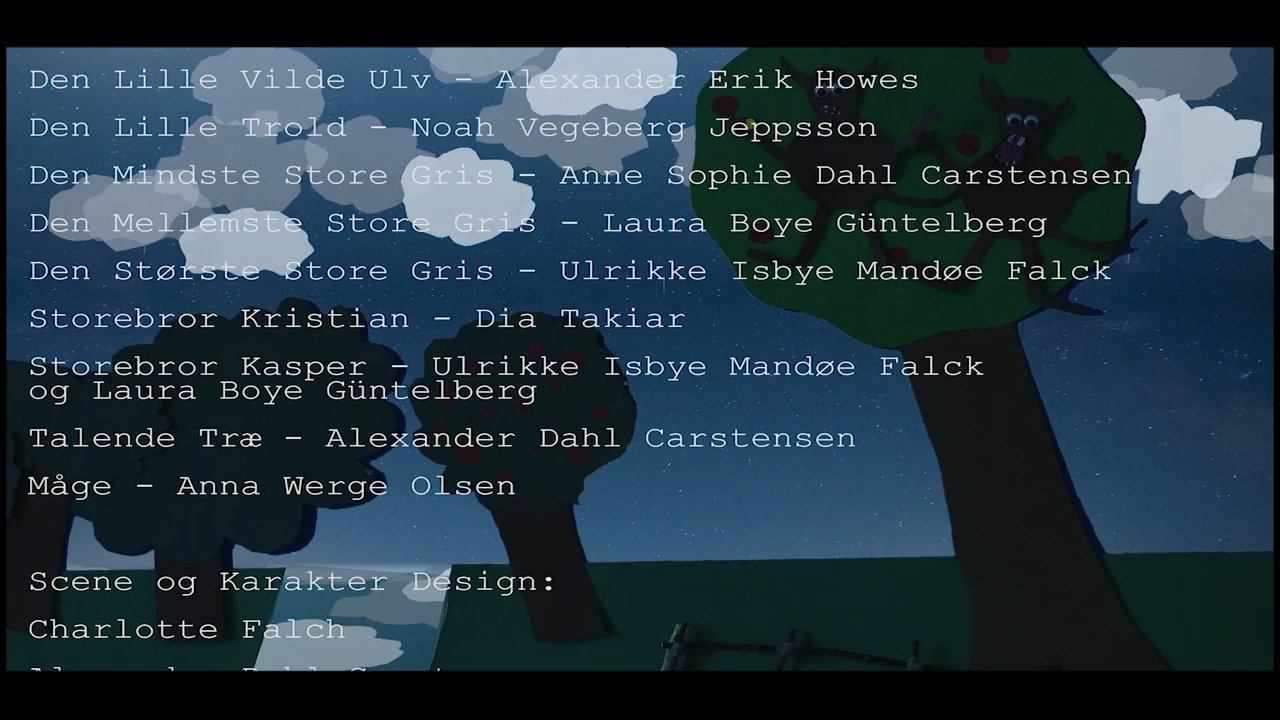 Den Lille Vilde Ulv - Alexander Erik Howes
Den Lille Trold - Noah Vegeberg Jeppsson
Den Mindste Store Gris - Anne Sophie Dahl Carstensen
Den Mellemste Store Gris - Laura Boye Güntelberg
Den Største Store Gris - Ulrikke Isbye Mandøe Falck
Storebror Kristian - Dia Takiar
Storebror Kasper - Ulrikke Isbye Mandøe Falck
og Laura Boye Güntelberg
Talende Træ - Alexander Dahl Carstensen
Måge - Anna Werge Olsen
Scene og Karakter Design:
Charlotte Falch